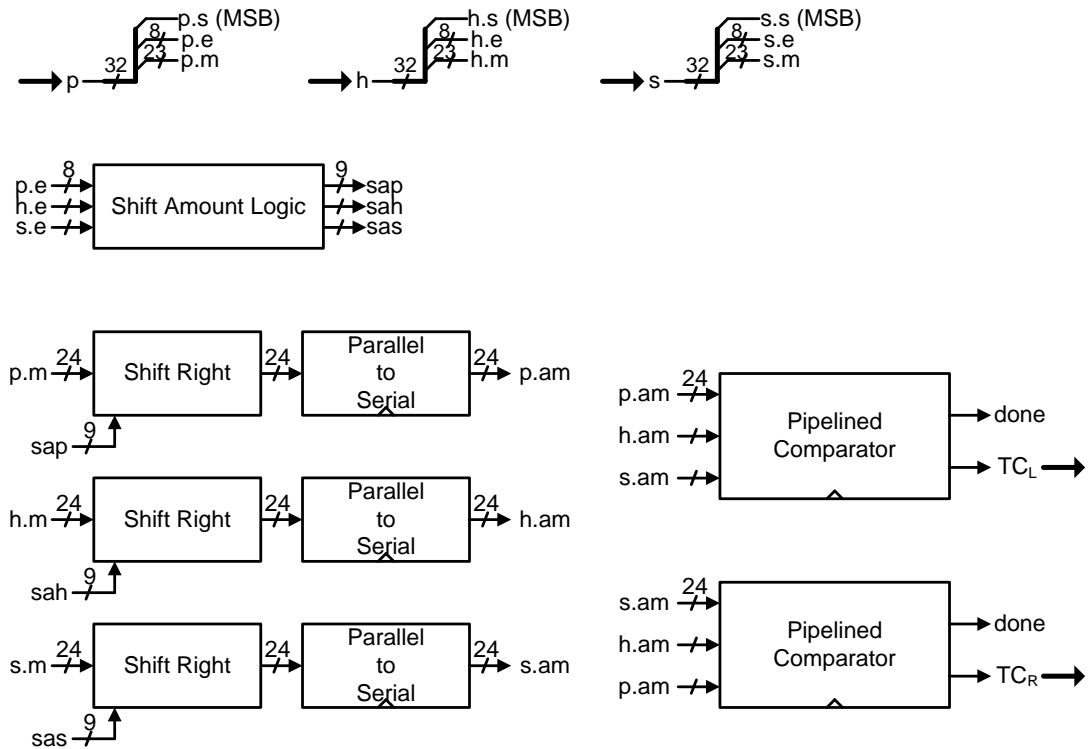 p.s (MSB)
8
p.e
23
p.m
32
p
h.s (MSB)
8
h.e
23
h.m
32
h
s.s (MSB)
8
s.e
23
s.m
32
s
8
p.e
h.e
s.e
Shift Amount Logic
9
sap
sah
sas
24
p.m
Shift Right
9
sap
24
Parallel
to
Serial
24
p.am
24
h.m
Shift Right
9
sah
24
Parallel
to
Serial
24
h.am
24
s.m
Shift Right
9
sas
24
Parallel
to
Serial
24
s.am
24
p.am
h.am
s.am
Pipelined
Comparator
done
TCL
24
s.am
h.am
p.am
Pipelined
Comparator
done
TCR